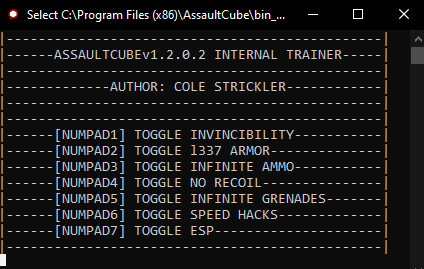 Select C:\Program Files (x86)\AssaultCube\bin_...
|-----------------------------------------------|
|------ASSAULTCUBEv1.2.0.2 INTERNAL TRAINER-----|
|-----------------------------------------------|
|-------------AUTHOR: COLE STRICKLER------------|
|-----------------------------------------------|
|-----------------------------------------------|
|------[NUMPAD1] TOGGLE INVINCIBILITY-----------|
|------[NUMPAD2] TOGGLE l337 ARMOR--------------|
|------[NUMPAD3] TOGGLE INFINITE AMMO-----------|
|------[NUMPAD4] TOGGLE NO RECOIL---------------|
|------[NUMPAD5] TOGGLE INFINITE GRENADES-------|
|------[NUMPAD6] TOGGLE SPEED HACKS-------------|
|------[NUMPAD7] TOGGLE ESP---------------------|
|-----------------------------------------------|